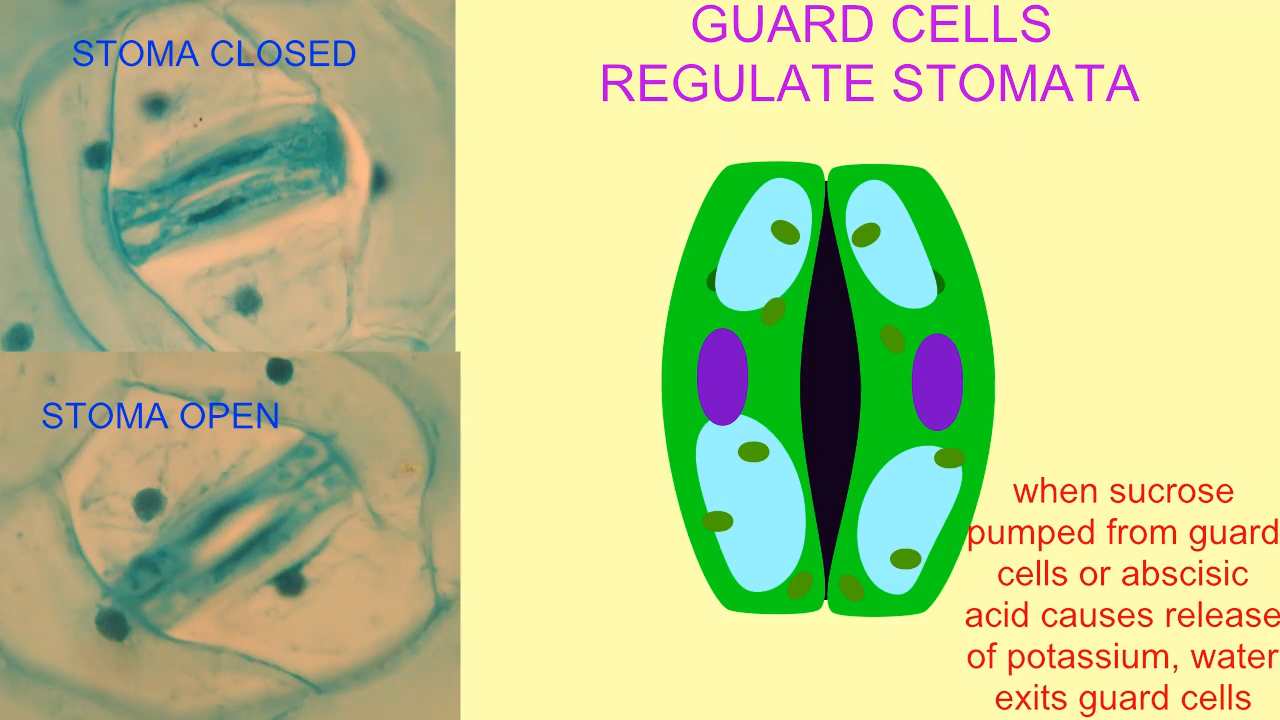 STOMA CLOSED
GUARD CELLS
REGULATE STOMATA
STOMA OPEN
when sucrose
pumped from guard
cells or abscisic
acid causes release
of potassium, water
exits guard cells